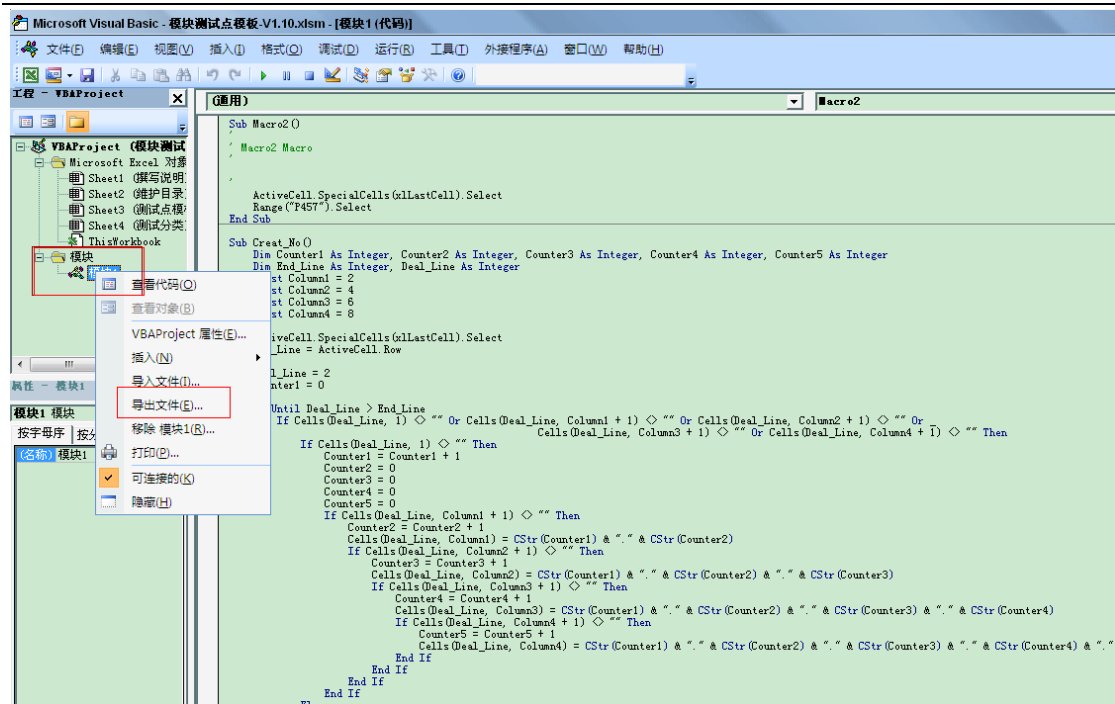 Microsoft Visual Basic - 模块测试点模板-V1.10.xlsm - [模块1 (代码)]
文件(F) 编辑(E) 视图(V) 插入(I) 格式(O) 调试(D) 运行(R) 工具(T) 外接程序(A) 窗口(W) 帮助(H)
工程 - VBAProject
(通用)
Macro2
VBAProject (模块测试
Microsoft Excel 对象
Sheet1 (撰写说明
Sheet2 (维护目录
Sheet3 (测试点模
Sheet4 (测试分类
ThisWorkbook
模块
查看代码(O)
查看对象(B)
VBAProject 属性(E)...
插入(N)
导入文件(I)...
导出文件(E)...
移除 模块1(R)...
打印(P)...
可连接的(K)
隐藏(H)
属性 - 模块1
模块1 模块
按字母序 按分
(名称) 模块1
Sub Macro2()
'
' Macro2 Macro
'
'
ActiveCell.SpecialCells(xlLastCell).Select
Range("P457").Select
End Sub
Sub Creat_No()
Dim Counter1 As Integer, Counter2 As Integer, Counter3 As Integer, Counter4 As Integer, Counter5 As Integer
Dim End_Line As Integer, Deal_Line As Integer
st Column1 = 2
st Column2 = 4
st Column3 = 6
st Column4 = 8
iveCell.SpecialCells(xlLastCell).Select
_Line = ActiveCell.Row
l_Line = 2
nter1 = 0
Until Deal_Line > End_Line
If Cells(Deal_Line, 1) <> "" Or Cells(Deal_Line, Column1 + 1) <> "" Or Cells(Deal_Line, Column2 + 1) <> "" Or _
Cells(Deal_Line, Column3 + 1) <> "" Or Cells(Deal_Line, Column4 + 1) <> "" Then
If Cells(Deal_Line, 1) <> "" Then
Counter1 = Counter1 + 1
Counter2 = 0
Counter3 = 0
Counter4 = 0
Counter5 = 0
If Cells(Deal_Line, Column1 + 1) <> "" Then
Counter2 = Counter2 + 1
Cells(Deal_Line, Column1) = CStr(Counter1) & "." & CStr(Counter2)
If Cells(Deal_Line, Column2 + 1) <> "" Then
Counter3 = Counter3 + 1
Cells(Deal_Line, Column2) = CStr(Counter1) & "." & CStr(Counter2) & "." & CStr(Counter3)
If Cells(Deal_Line, Column3 + 1) <> "" Then
Counter4 = Counter4 + 1
Cells(Deal_Line, Column3) = CStr(Counter1) & "." & CStr(Counter2) & "." & CStr(Counter3) & "." & CStr(Counter4)
If Cells(Deal_Line, Column4 + 1) <> "" Then
Counter5 = Counter5 + 1
Cells(Deal_Line, Column4) = CStr(Counter1) & "." & CStr(Counter2) & "." & CStr(Counter3) & "." & CStr(Counter4) & "."
End If
End If
End If
End If